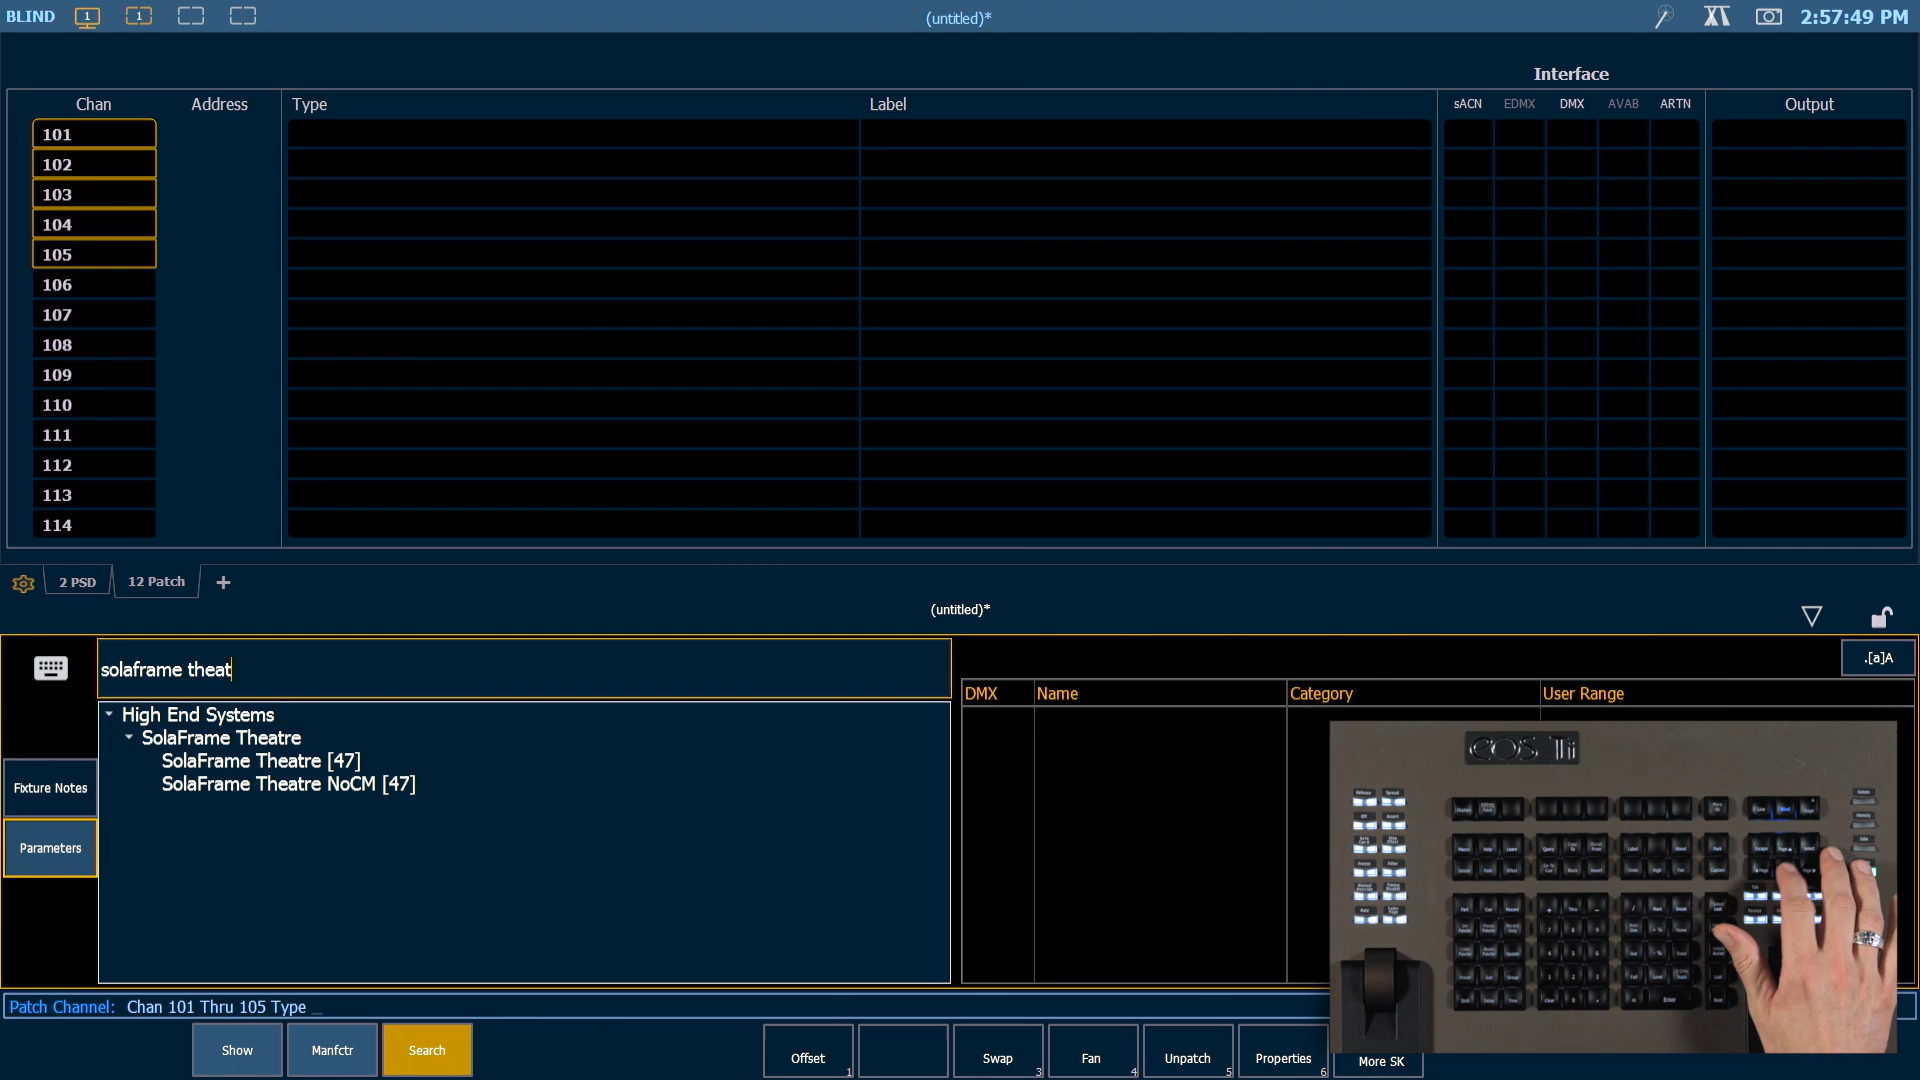 BLIND 1 1 (untitled)* 2:57:49 PM
Interface
Chan Address Type Label sACN EDMX DMX AVAB ARTN Output
101
102
103
104
105
106
107
108
109
110
111
112
113
114
2 PSD 12 Patch +
(untitled)*
solaframe theat .[a]A
DMX Name Category User Range
High End Systems
SolaFrame Theatre
SolaFrame Theatre [47]
SolaFrame Theatre NoCM [47]
Fixture Notes
Parameters
eos Tii
Patch Channel: Chan 101 Thru 105 Type _
Show Manfctr Search Offset 1 Swap 3 Fan 4 Unpatch 5 Properties 6 More SK